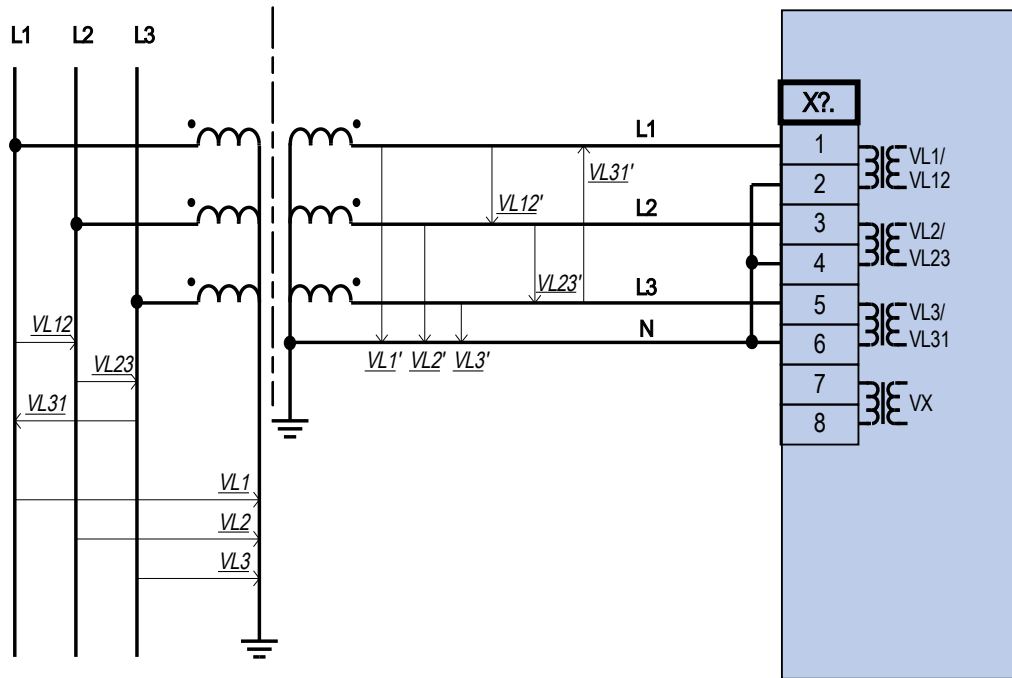 L1 L2 L3
X?.
L1
1
VL1/
VL12
VL31'
2
VL12'
L2
3
VL2/
VL23
4
VL23'
L3
5
VL3/
VL31
VL12
N
6
VL1' VL2' VL3'
VL23
7
VX
VL31
8
VL1
VL2
VL3